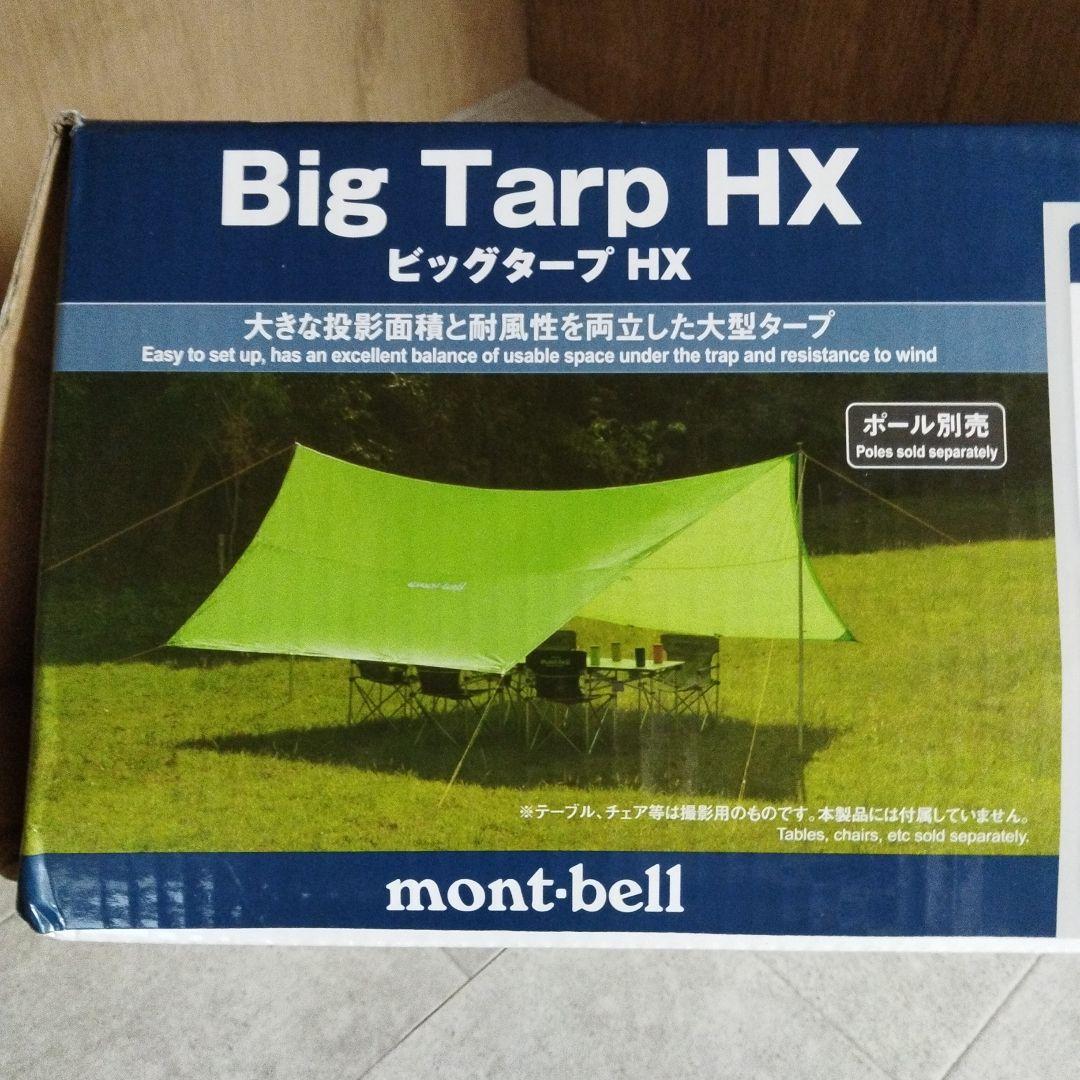 Big Tarp HX
ビッグタープ HX
大きな投影面積と耐風性を両立した大型タープ
Easy to set up, has an excellent balance of usable space under the trap and resistance to wind
ポール別売
Poles sold separately
mont-bell
mont-bell
※テーブル、チェア等は撮影用のものです。本製品には付属していません。
Tables, chairs, etc sold separately.
mont-bell